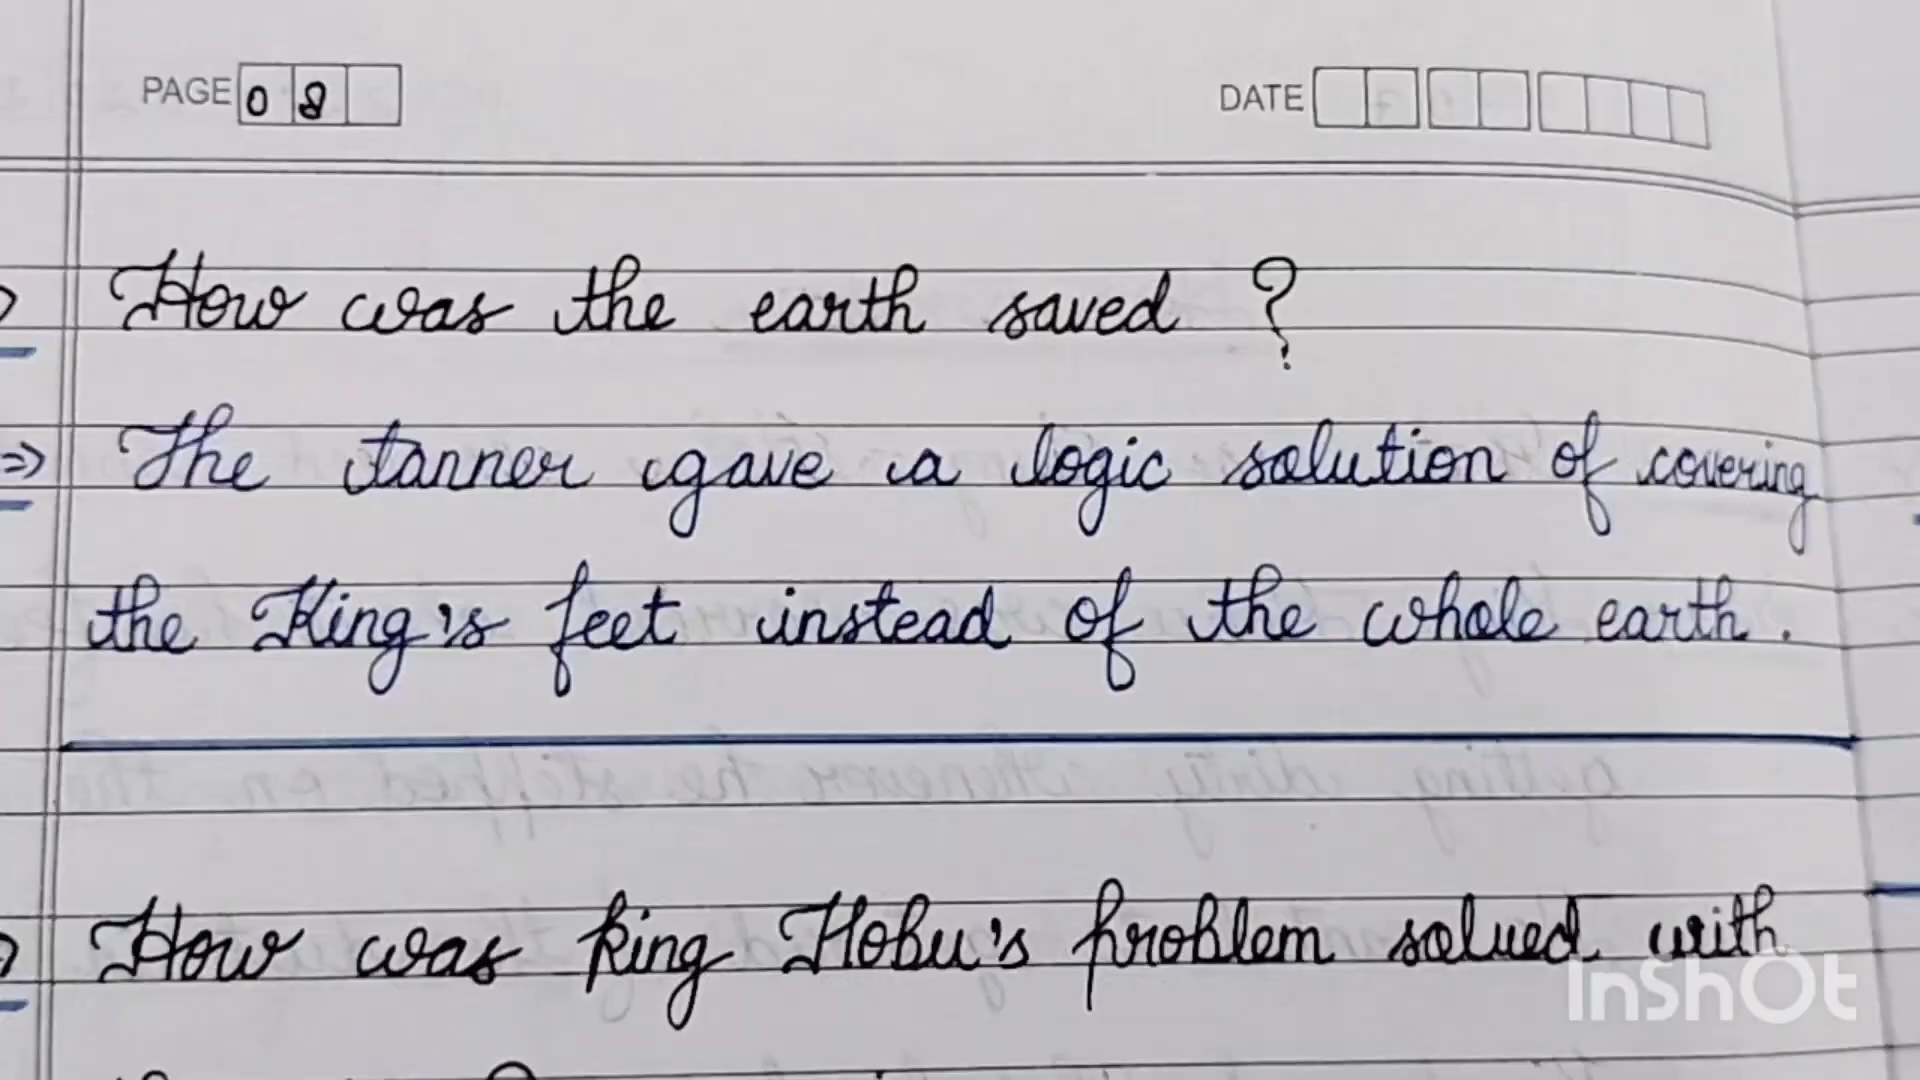 PAGE 08 DATE
How was the earth saved ?
⇒ The tanner gave a logic solution of covering
the King's feet instead of the whole earth.
How was king Hobu's problem solved with
InShOt